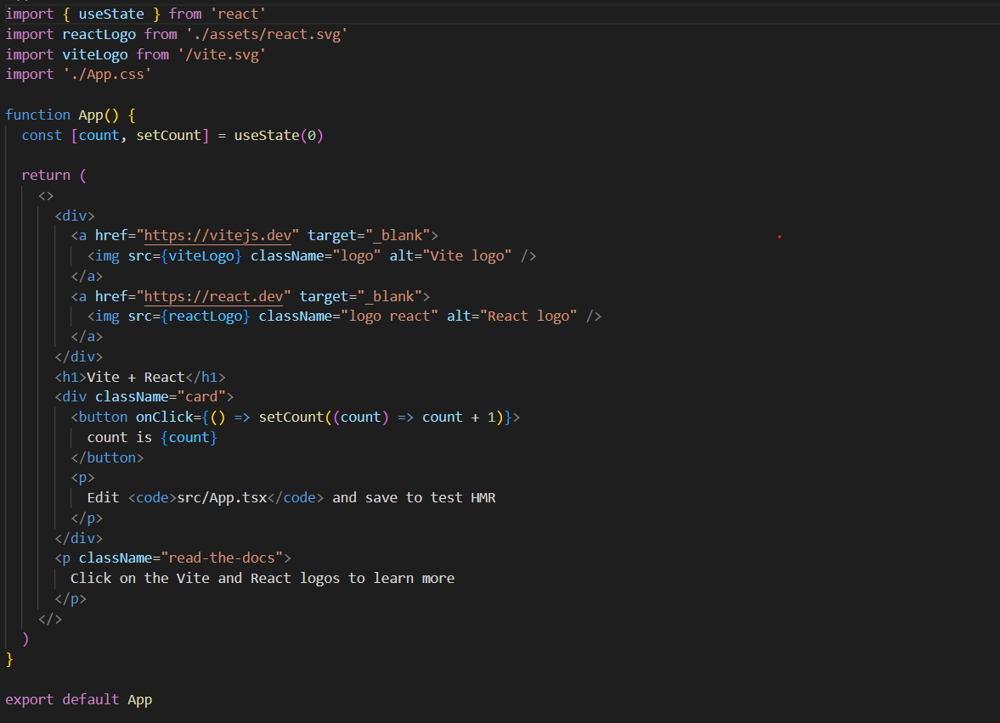 import { useState } from 'react'
import reactLogo from './assets/react.svg'
import viteLogo from '/vite.svg'
import './App.css'

function App() {
  const [count, setCount] = useState(0)

  return (
    <>
      <div>
        <a href="https://vitejs.dev" target="_blank">
          <img src={viteLogo} className="logo" alt="Vite logo" />
        </a>
        <a href="https://react.dev" target="_blank">
          <img src={reactLogo} className="logo react" alt="React logo" />
        </a>
      </div>
      <h1>Vite + React</h1>
      <div className="card">
        <button onClick={() => setCount((count) => count + 1)}>
          count is {count}
        </button>
        <p>
          Edit <code>src/App.tsx</code> and save to test HMR
        </p>
      </div>
      <p className="read-the-docs">
        Click on the Vite and React logos to learn more
      </p>
    </>
  )
}

export default App